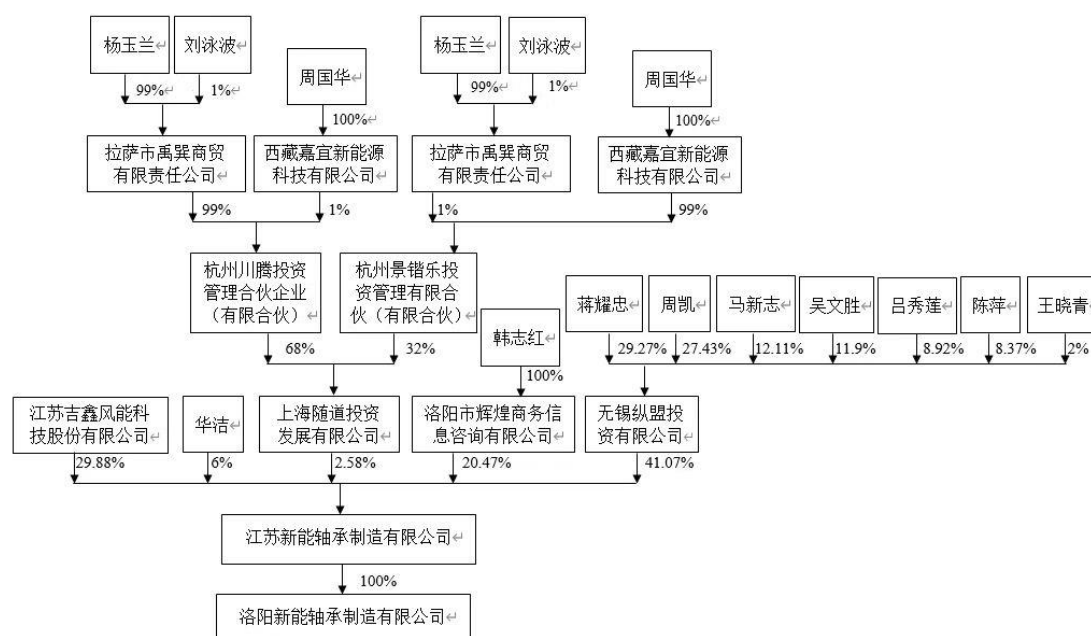 杨玉兰
刘泳波
周国华
杨玉兰
刘泳波
周国华
99%
1%
100%
99%
1%
100%
拉萨市禹巽商贸
有限责任公司
西藏嘉宜新能源
科技有限公司
拉萨市禹巽商贸
有限责任公司
西藏嘉宜新能源
科技有限公司
99%
1%
1%
99%
杭州川腾投资
管理合伙企业
（有限合伙）
杭州景锴乐投
资管理有限合
伙（有限合伙）
韩志红
蒋耀忠
周凯
马新志
吴文胜
吕秀莲
陈萍
王晓青
68%
32%
100%
29.27%
27.43%
12.11%
11.9%
8.92%
8.37%
2%
江苏吉鑫风能科
技股份有限公司
华洁
上海随道投资
发展有限公司
洛阳市辉煌商务信
息咨询有限公司
无锡纵盟投
资有限公司
29.88%
6%
2.58%
20.47%
41.07%
江苏新能轴承制造有限公司
100%
洛阳新能轴承制造有限公司